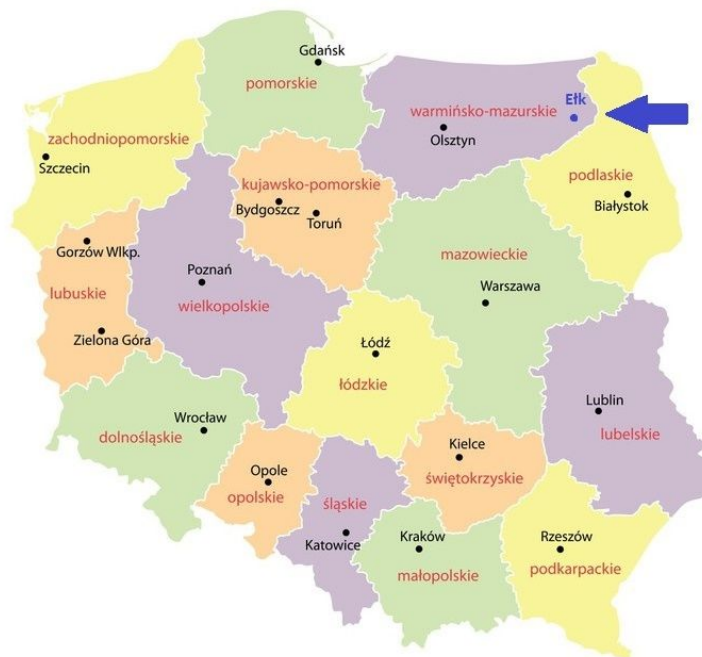 Gdańsk
pomorskie
Ełk
warmińsko-mazurskie
Olsztyn
zachodniopomorskie
Szczecin
kujawsko-pomorskie
Bydgoszcz
Toruń
podlaskie
Białystok
Gorzów Wlkp.
lubuskie
Zielona Góra
Poznań
wielkopolskie
mazowieckie
Warszawa
Łódź
łódzkie
Wrocław
dolnośląskie
Lublin
lubelskie
Opole
opolskie
śląskie
Katowice
Kielce
świętokrzyskie
Kraków
małopolskie
Rzeszów
podkarpackie